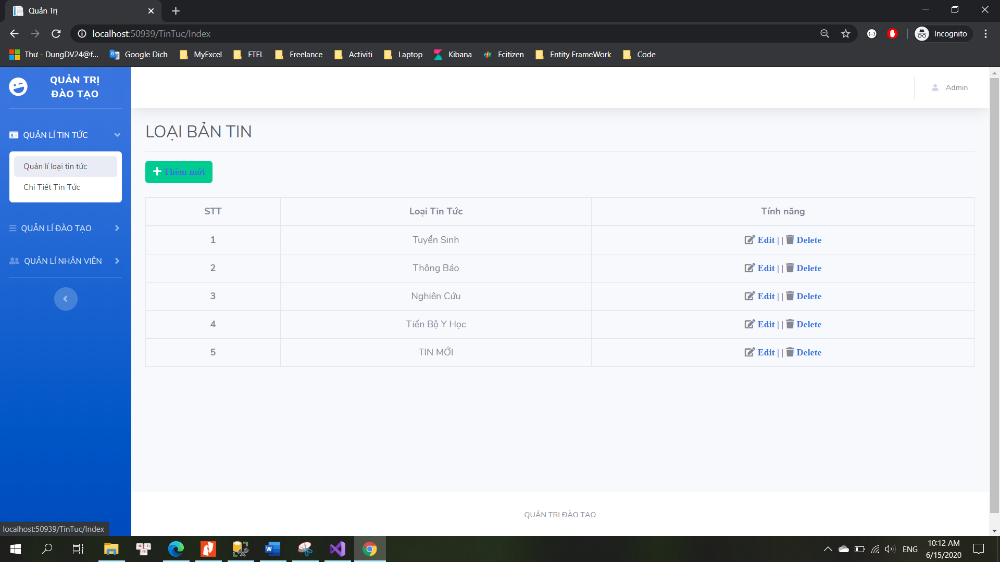 Quản Trị
localhost:50939/TinTuc/Index
Incognito
Thư - DungDV24@f...
Google Dịch
MyExcel
FTEL
Freelance
Activiti
Laptop
Kibana
Fcitizen
Entity FrameWork
Code
QUẢN TRỊ
ĐÀO TẠO
Admin
QUẢN LÍ TIN TỨC
Quản lí loại tin tức
Chi Tiết Tin Tức
QUẢN LÍ ĐÀO TẠO
QUẢN LÍ NHÂN VIÊN
LOẠI BẢN TIN
Thêm mới
STT Loại Tin Tức Tính năng
1 Tuyển Sinh Edit | | Delete
2 Thông Báo Edit | | Delete
3 Nghiên Cứu Edit | | Delete
4 Tiến Bộ Y Học Edit | | Delete
5 TIN MỚI Edit | | Delete
QUẢN TRỊ ĐÀO TẠO
localhost:50939/TinTuc/Index
ENG
10:12 AM
6/15/2020